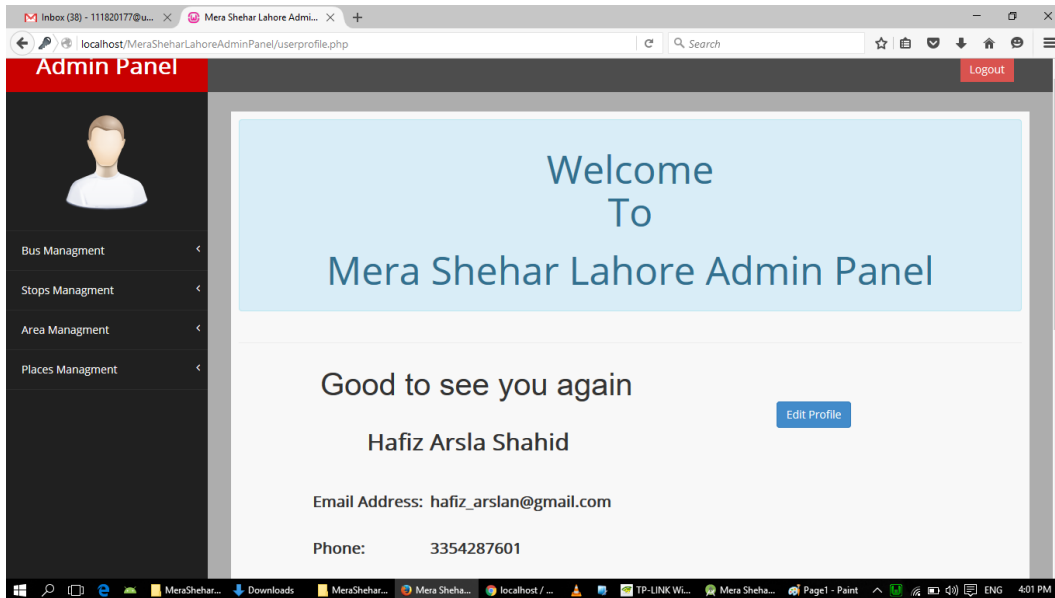 Inbox (38) - 111820177@u...
Mera Shehar Lahore Admi...
localhost/MeraSheharLahoreAdminPanel/userprofile.php
Search
Admin Panel
Logout
Welcome
To
Mera Shehar Lahore Admin Panel
Bus Managment
Stops Managment
Area Managment
Places Managment
Good to see you again
Edit Profile
Hafiz Arsla Shahid
Email Address: hafiz_arslan@gmail.com
Phone: 3354287601
MeraShehar... Downloads MeraShehar... Mera Sheha... localhost / ... TP-LINK Wi... Mera Sheha... Page1 - Paint ENG 4:01 PM